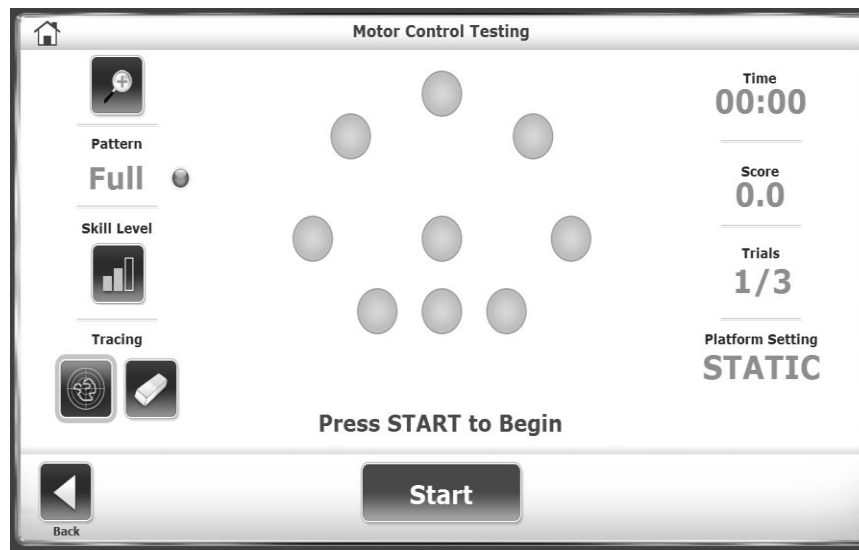 Motor Control Testing
Pattern
Full
Skill Level
Tracing
Time
00:00
Score
0.0
Trials
1/3
Platform Setting
STATIC
Press START to Begin
Back
Start